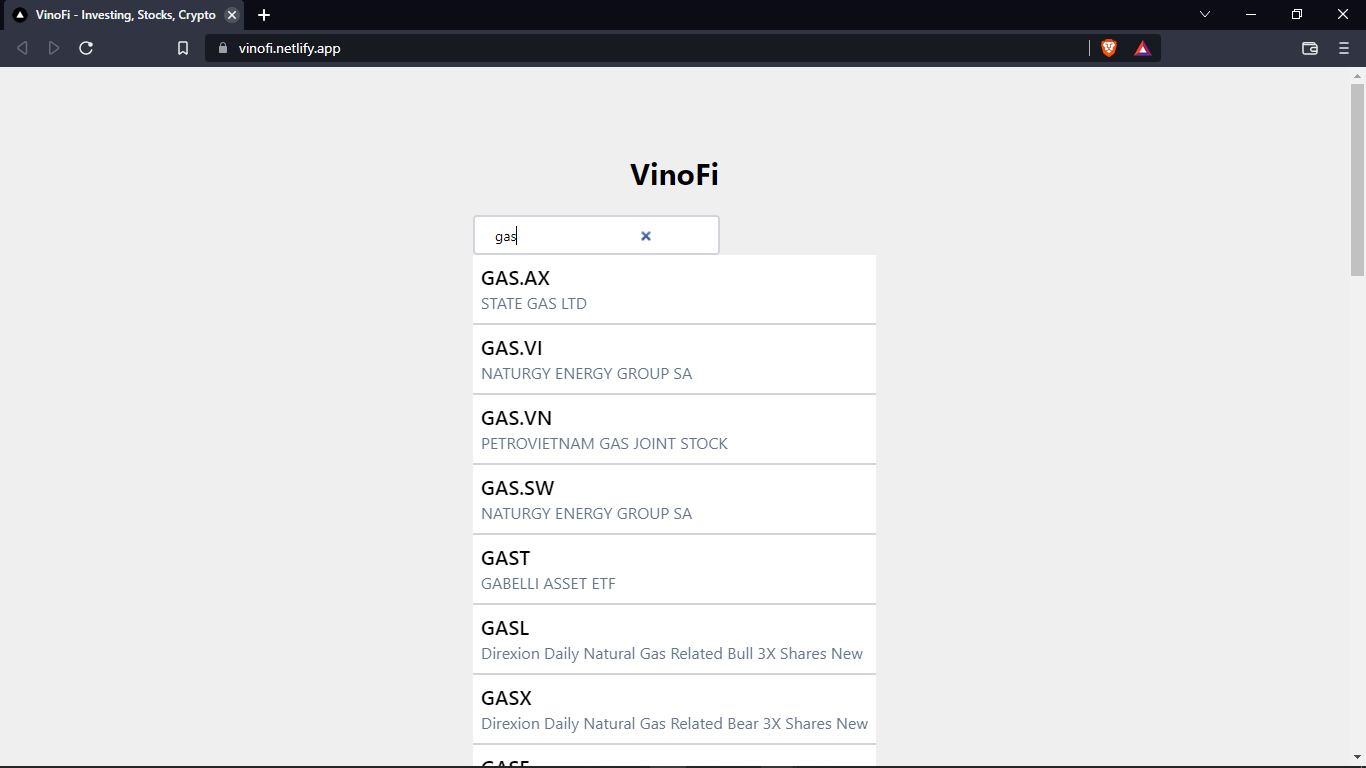 VinoFi - Investing, Stocks, Crypto
vinofi.netlify.app
VinoFi
gas
GAS.AX
STATE GAS LTD
GAS.VI
NATURGY ENERGY GROUP SA
GAS.VN
PETROVIETNAM GAS JOINT STOCK
GAS.SW
NATURGY ENERGY GROUP SA
GAST
GABELLI ASSET ETF
GASL
Direxion Daily Natural Gas Related Bull 3X Shares New
GASX
Direxion Daily Natural Gas Related Bear 3X Shares New